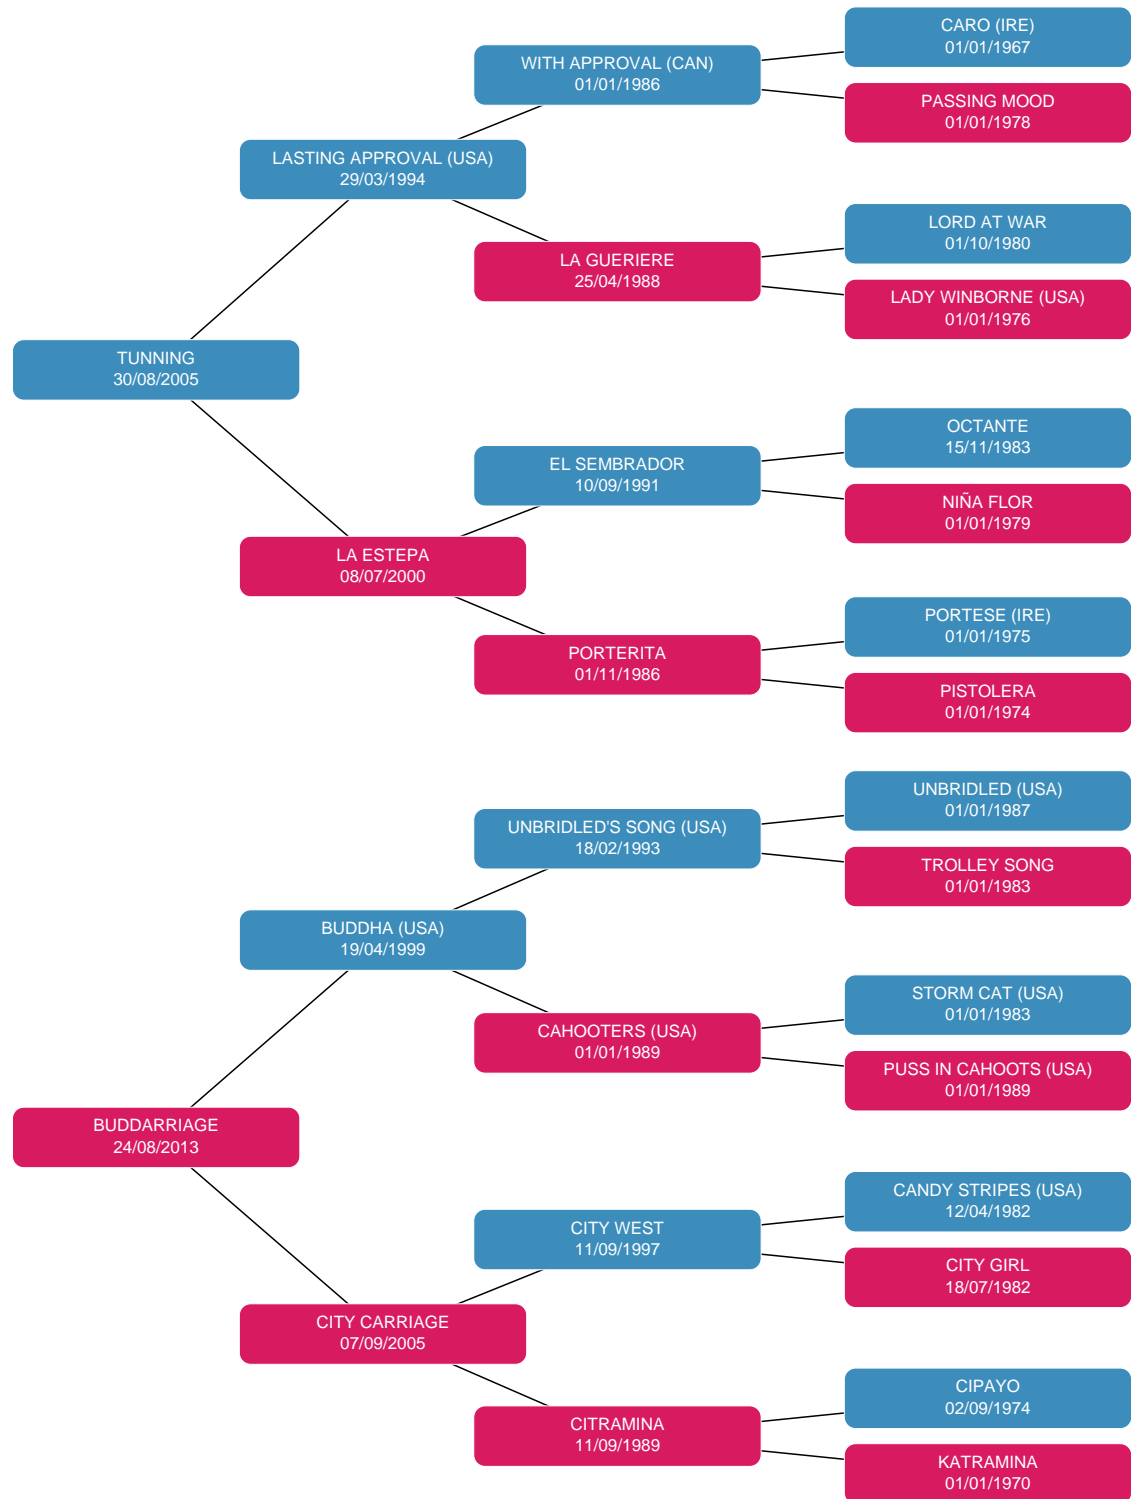 CARO (IRE)
01/01/1967
WITH APPROVAL (CAN)
01/01/1986
PASSING MOOD
01/01/1978
LASTING APPROVAL (USA)
29/03/1994
LORD AT WAR
01/10/1980
LA GUERIERE
25/04/1988
LADY WINBORNE (USA)
01/01/1976
TUNNING
30/08/2005
OCTANTE
15/11/1983
EL SEMBRADOR
10/09/1991
NIÑA FLOR
01/01/1979
LA ESTEPA
08/07/2000
PORTESE (IRE)
01/01/1975
PORTERITA
01/11/1986
PISTOLERA
01/01/1974
UNBRIDLED (USA)
01/01/1987
UNBRIDLED'S SONG (USA)
18/02/1993
TROLLEY SONG
01/01/1983
BUDDHA (USA)
19/04/1999
STORM CAT (USA)
01/01/1983
CAHOOTERS (USA)
01/01/1989
PUSS IN CAHOOTS (USA)
01/01/1989
BUDDARRIAGE
24/08/2013
CANDY STRIPES (USA)
12/04/1982
CITY WEST
11/09/1997
CITY GIRL
18/07/1982
CITY CARRIAGE
07/09/2005
CIPAYO
02/09/1974
CITRAMINA
11/09/1989
KATRAMINA
01/01/1970